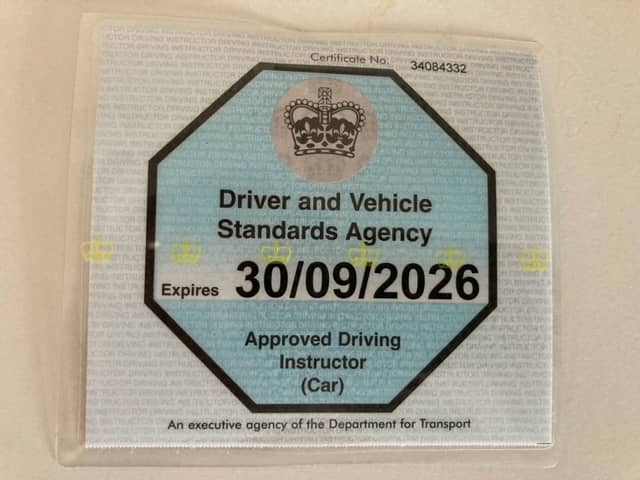 Certificate No. 34084332
Driver and Vehicle
Standards Agency
Expires 30/09/2026
Approved Driving
Instructor
(Car)
An executive agency of the Department for Transport